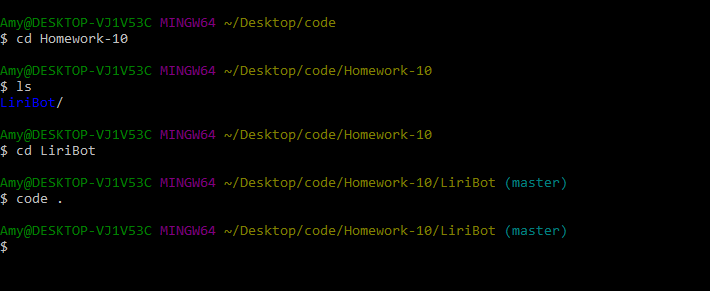 Amy@DESKTOP-VJ1V53C MINGW64 ~/Desktop/code
$ cd Homework-10
Amy@DESKTOP-VJ1V53C MINGW64 ~/Desktop/code/Homework-10
$ ls
LiriBot/
Amy@DESKTOP-VJ1V53C MINGW64 ~/Desktop/code/Homework-10
$ cd LiriBot
Amy@DESKTOP-VJ1V53C MINGW64 ~/Desktop/code/Homework-10/LiriBot (master)
$ code .
Amy@DESKTOP-VJ1V53C MINGW64 ~/Desktop/code/Homework-10/LiriBot (master)
$